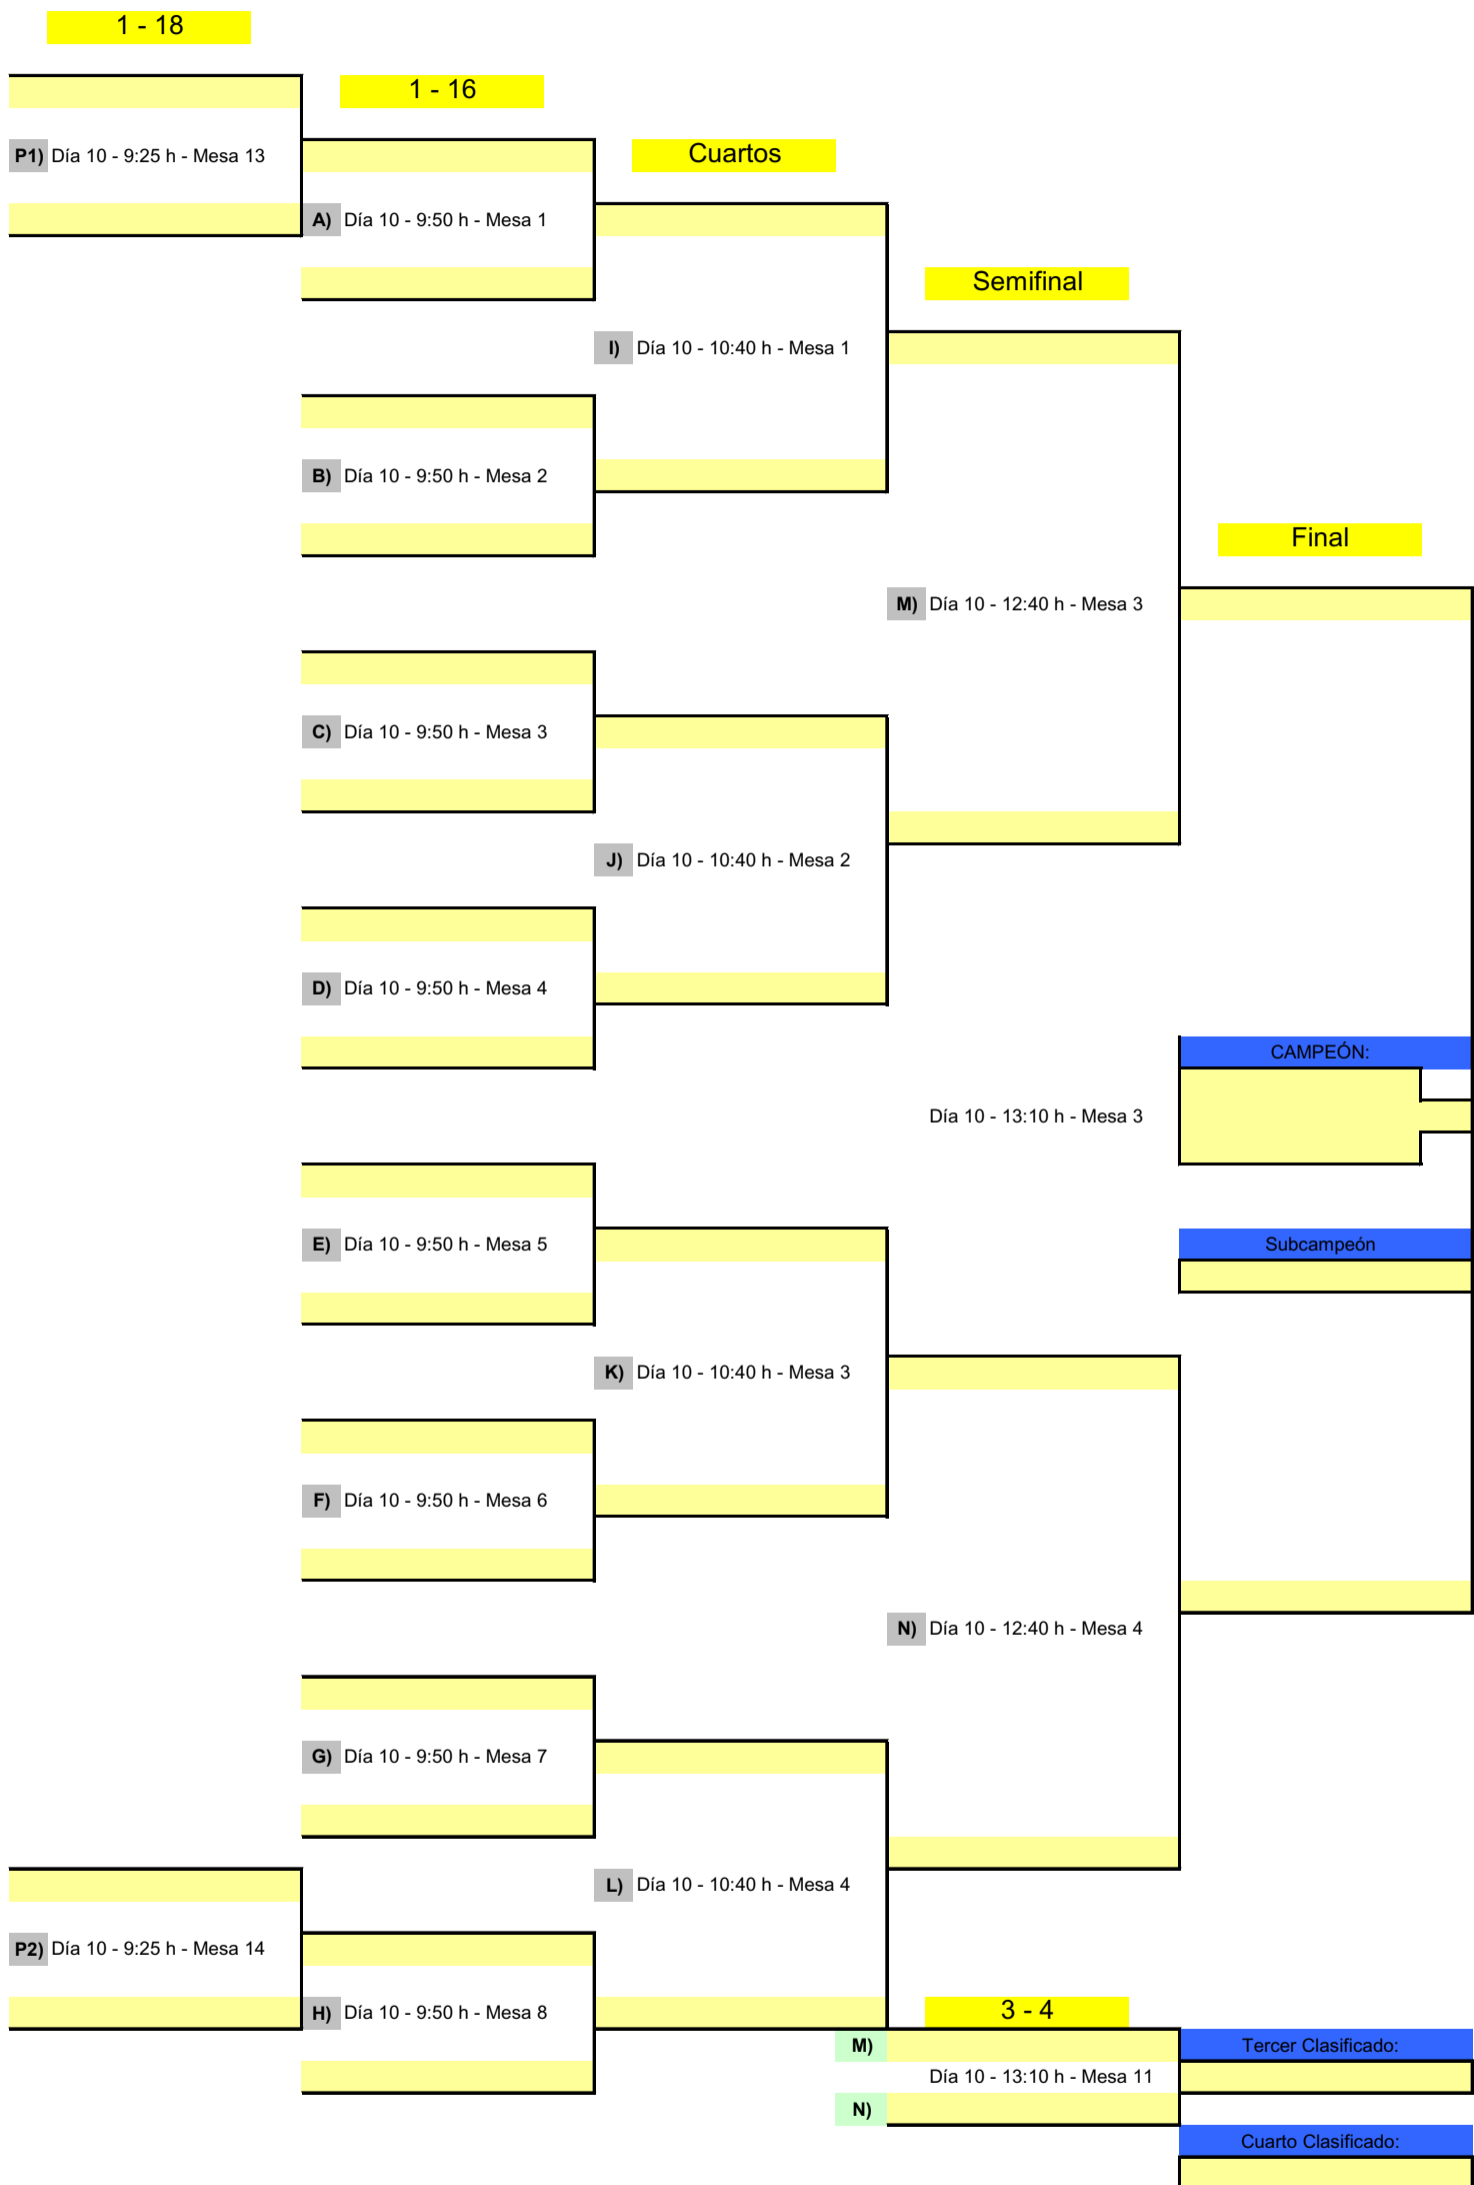 1 - 18
1 - 16
P1) Día 10 - 9:25 h - Mesa 13
Cuartos
A) Día 10 - 9:50 h - Mesa 1
Semifinal
I) Día 10 - 10:40 h - Mesa 1
B) Día 10 - 9:50 h - Mesa 2
Final
M) Día 10 - 12:40 h - Mesa 3
C) Día 10 - 9:50 h - Mesa 3
J) Día 10 - 10:40 h - Mesa 2
D) Día 10 - 9:50 h - Mesa 4
CAMPEÓN:
Día 10 - 13:10 h - Mesa 3
E) Día 10 - 9:50 h - Mesa 5
Subcampeón
K) Día 10 - 10:40 h - Mesa 3
F) Día 10 - 9:50 h - Mesa 6
N) Día 10 - 12:40 h - Mesa 4
G) Día 10 - 9:50 h - Mesa 7
L) Día 10 - 10:40 h - Mesa 4
P2) Día 10 - 9:25 h - Mesa 14
H) Día 10 - 9:50 h - Mesa 8
3 - 4
M)
Tercer Clasificado:
Día 10 - 13:10 h - Mesa 11
N)
Cuarto Clasificado: